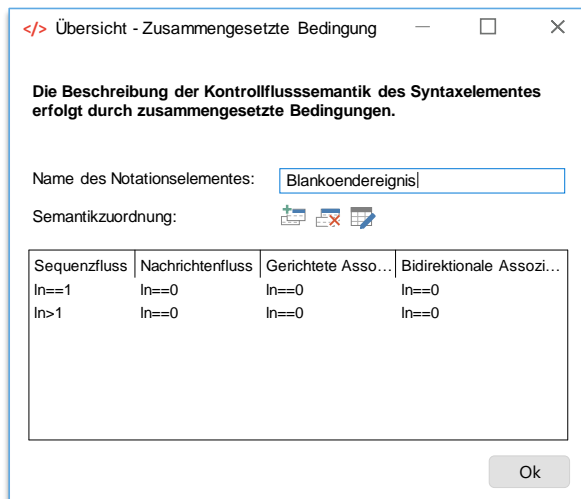 </> Übersicht - Zusammengesetzte Bedingung
Die Beschreibung der Kontrollflusssemantik des Syntaxelementes
erfolgt durch zusammengesetzte Bedingungen.
Name des Notationselementes: Blankoendereignis
Semantikzuordnung:
Sequenzfluss Nachrichtenfluss Gerichtete Asso... Bidirektionale Assozi...
In==1 In==0 In==0 In==0
In>1 In==0 In==0 In==0
Ok